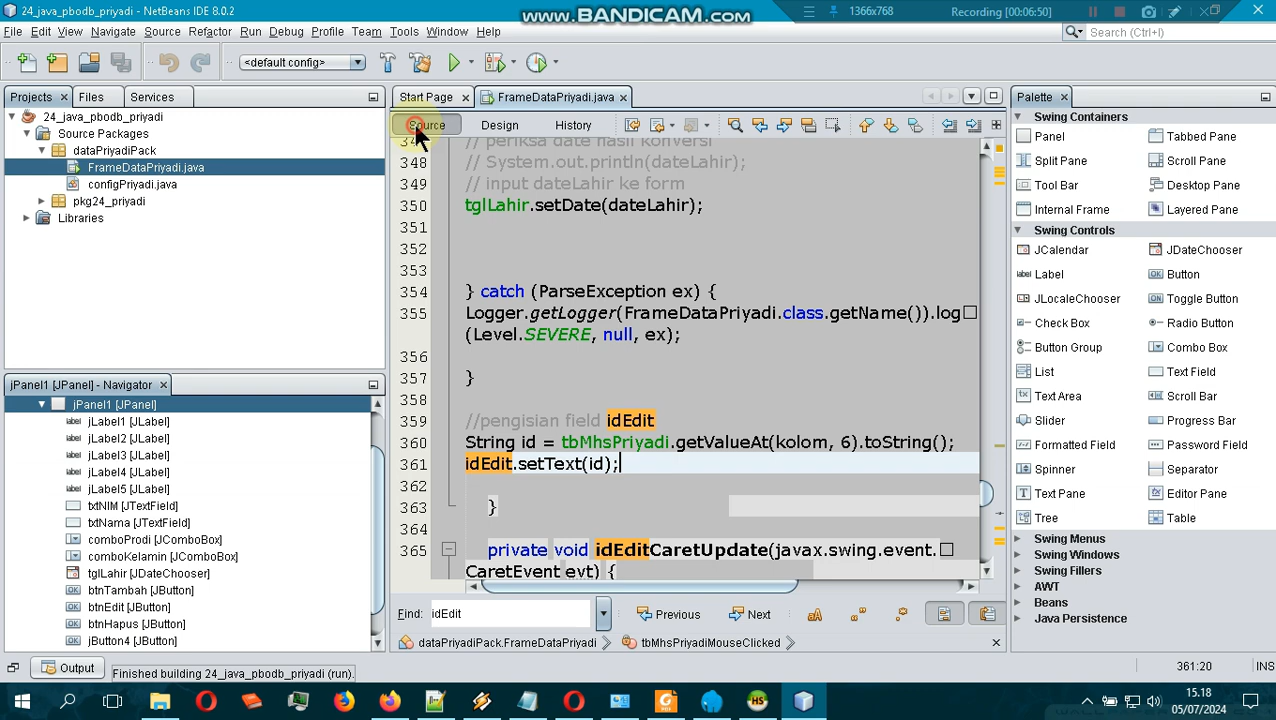 24_java_pbodb_priyadi - NetBeans IDE 8.0.2
www.BANDICAM.com
1366x768
Recording [00:06:50]
File Edit View Navigate Source Refactor Run Debug Profile Team Tools Window Help
Search (Ctrl+I)
<default config>
Projects
Files
Services
Start Page
FrameDataPriyadi.java
Palette
24_java_pbodb_priyadi
Source Packages
dataPriyadiPack
FrameDataPriyadi.java
configPriyadi.java
pkg24_priyadi
Libraries
Source
Design
History
347 // periksa date hasil konversi
348 // System.out.println(dateLahir);
349 // input dateLahir ke form
350 tglLahir.setDate(dateLahir);
351
352
353
354 } catch (ParseException ex) {
355 Logger.getLogger(FrameDataPriyadi.class.getName()).log
(Level.SEVERE, null, ex);
356
357 }
358
359 //pengisian field idEdit
360 String id = tbMhsPriyadi.getValueAt(kolom, 6).toString();
361 idEdit.setText(id);
362
363 }
364
365 private void idEditCaretUpdate(javax.swing.event.
CaretEvent evt) {
Find: idEdit
Previous
Next
dataPriyadiPack.FrameDataPriyadi
tbMhsPriyadiMouseClicked
Swing Containers
Panel
Tabbed Pane
Split Pane
Scroll Pane
Tool Bar
Desktop Pane
Internal Frame
Layered Pane
Swing Controls
JCalendar
JDateChooser
Label
Button
JLocaleChooser
Toggle Button
Check Box
Radio Button
Button Group
Combo Box
List
Text Field
Text Area
Scroll Bar
Slider
Progress Bar
Formatted Field
Password Field
Spinner
Separator
Text Pane
Editor Pane
Tree
Table
Swing Menus
Swing Windows
Swing Fillers
AWT
Beans
Java Persistence
jPanel1 [JPanel] - Navigator
jPanel1 [JPanel]
jLabel1 [JLabel]
jLabel2 [JLabel]
jLabel3 [JLabel]
jLabel4 [JLabel]
jLabel5 [JLabel]
txtNIM [JTextField]
txtNama [JTextField]
comboProdi [JComboBox]
comboKelamin [JComboBox]
tglLahir [JDateChooser]
btnTambah [JButton]
btnEdit [JButton]
btnHapus [JButton]
jButton4 [JButton]
Output
Finished building 24_java_pbodb_priyadi (run).
361:20
INS
15.18
05/07/2024